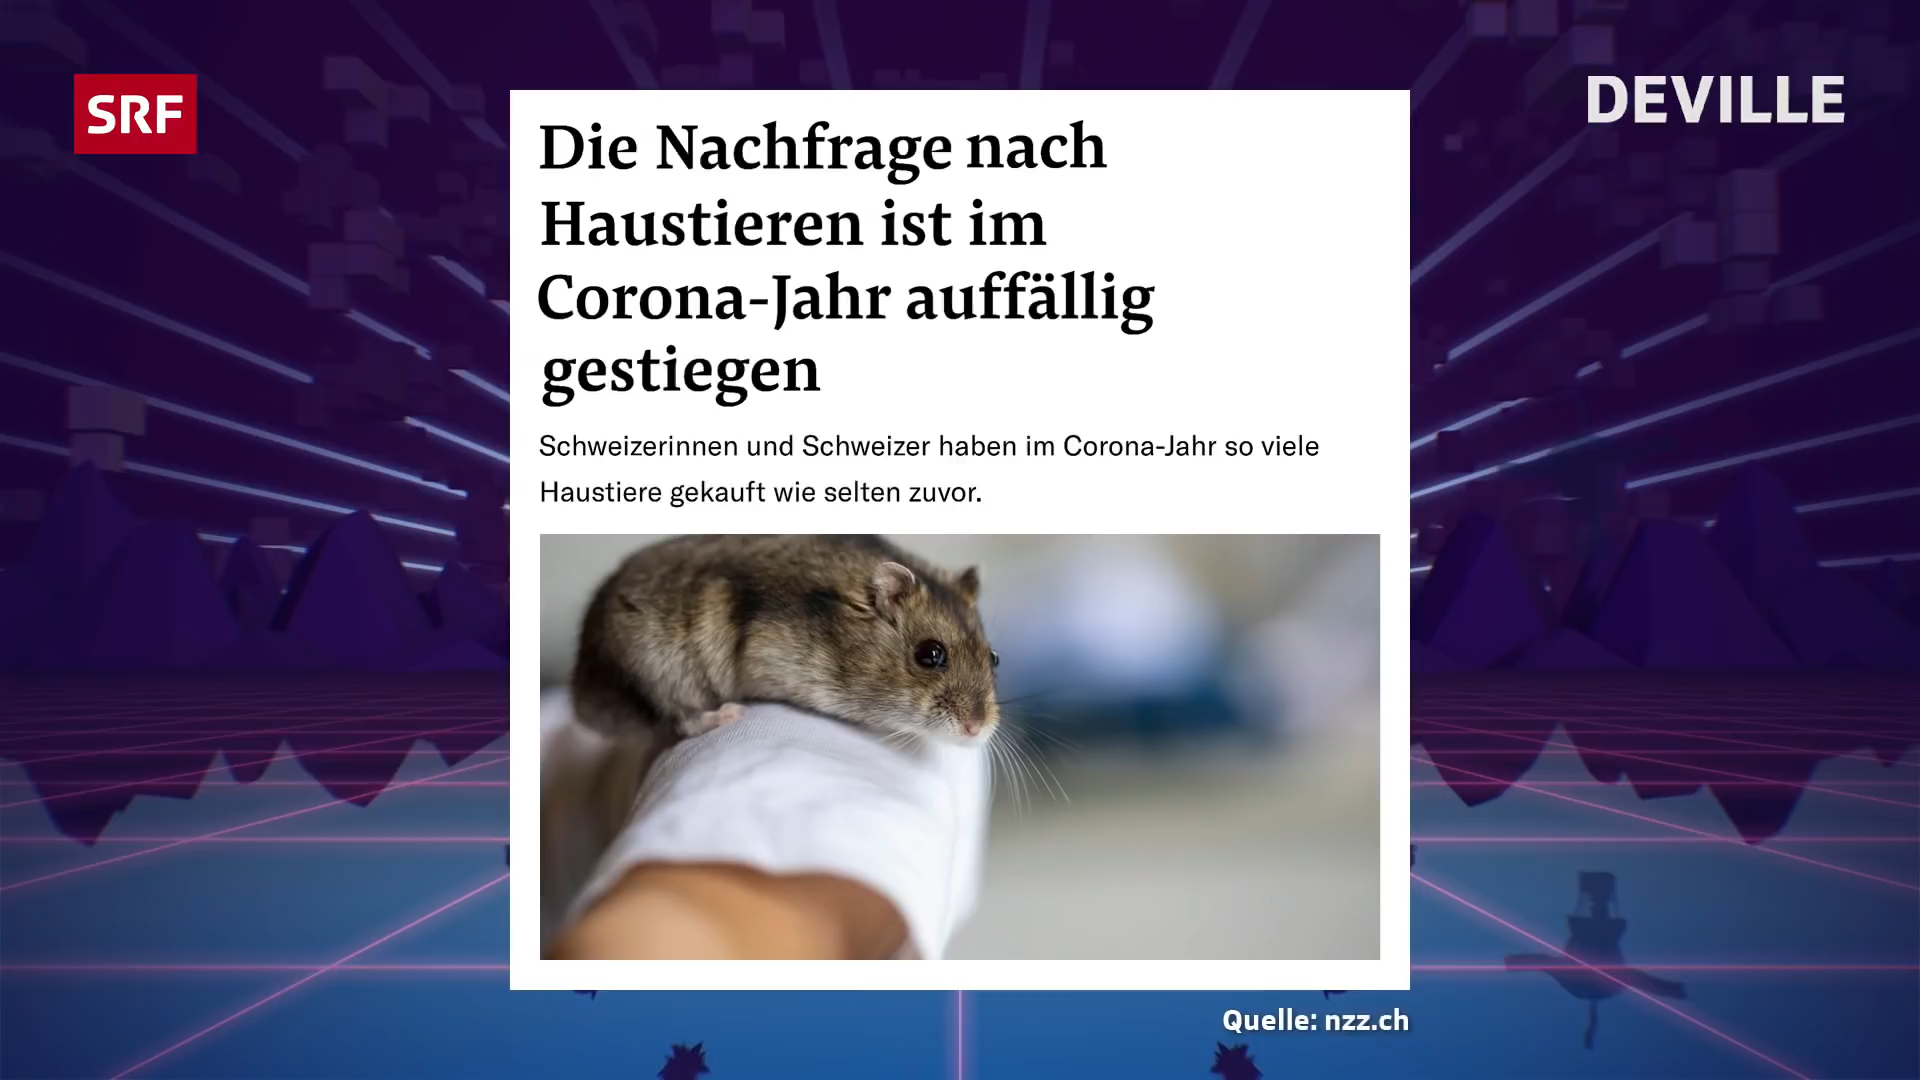 SRF
DEVILLE
Die Nachfrage nach
Haustieren ist im
Corona-Jahr auffällig
gestiegen
Schweizerinnen und Schweizer haben im Corona-Jahr so viele
Haustiere gekauft wie selten zuvor.
Quelle: nzz.ch